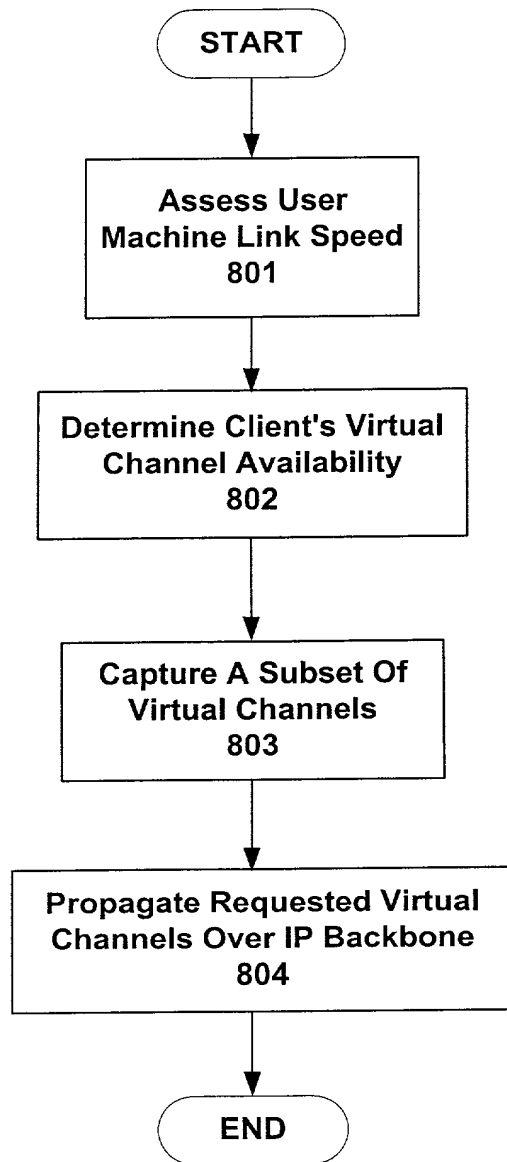 START
Assess User
Machine Link Speed
801
Determine Client's Virtual
Channel Availability
802
Capture A Subset Of
Virtual Channels
803
Propagate Requested Virtual
Channels Over IP Backbone
804
END